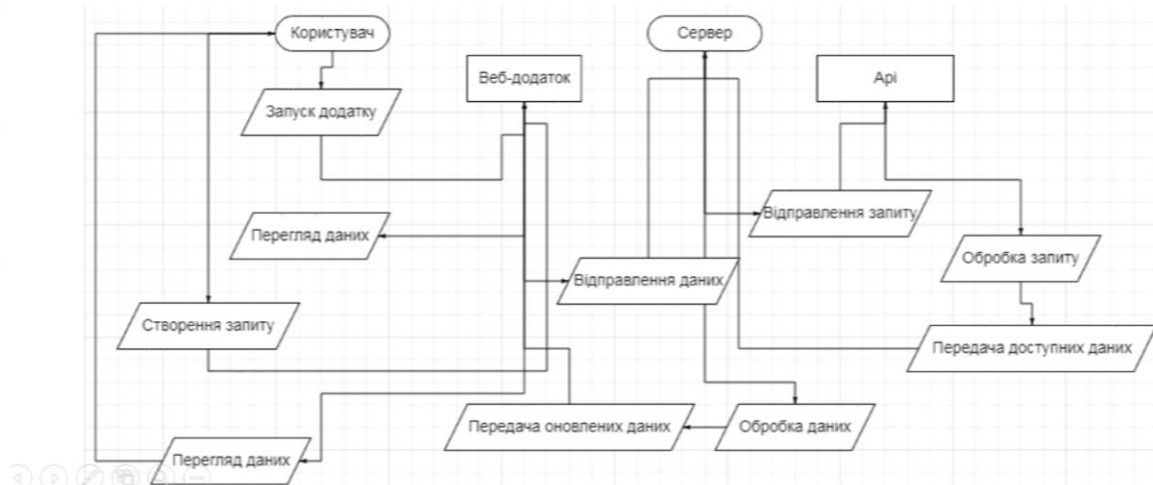 Користувач
Сервер
Веб-додаток
Api
Запуск додатку
Відправлення запиту
Перегляд даних
Обробка запиту
Відправлення даних
Створення запиту
Передача доступних даних
Передача оновлених даних
Обробка даних
Перегляд даних